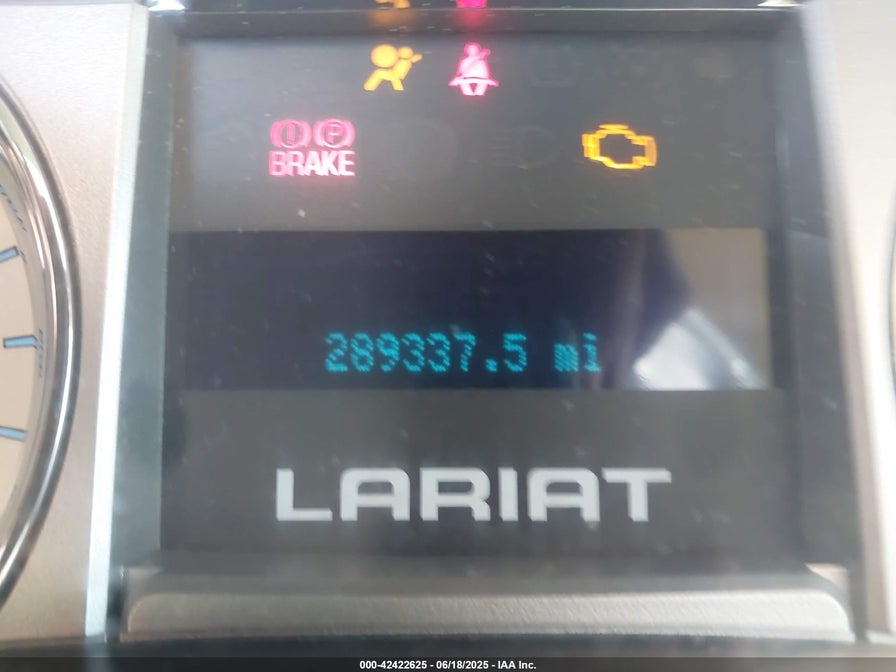 (!) (P)
BRAKE
289337.5 mi
LARIAT
000-42422625 - 06/18/2025 - IAA Inc.